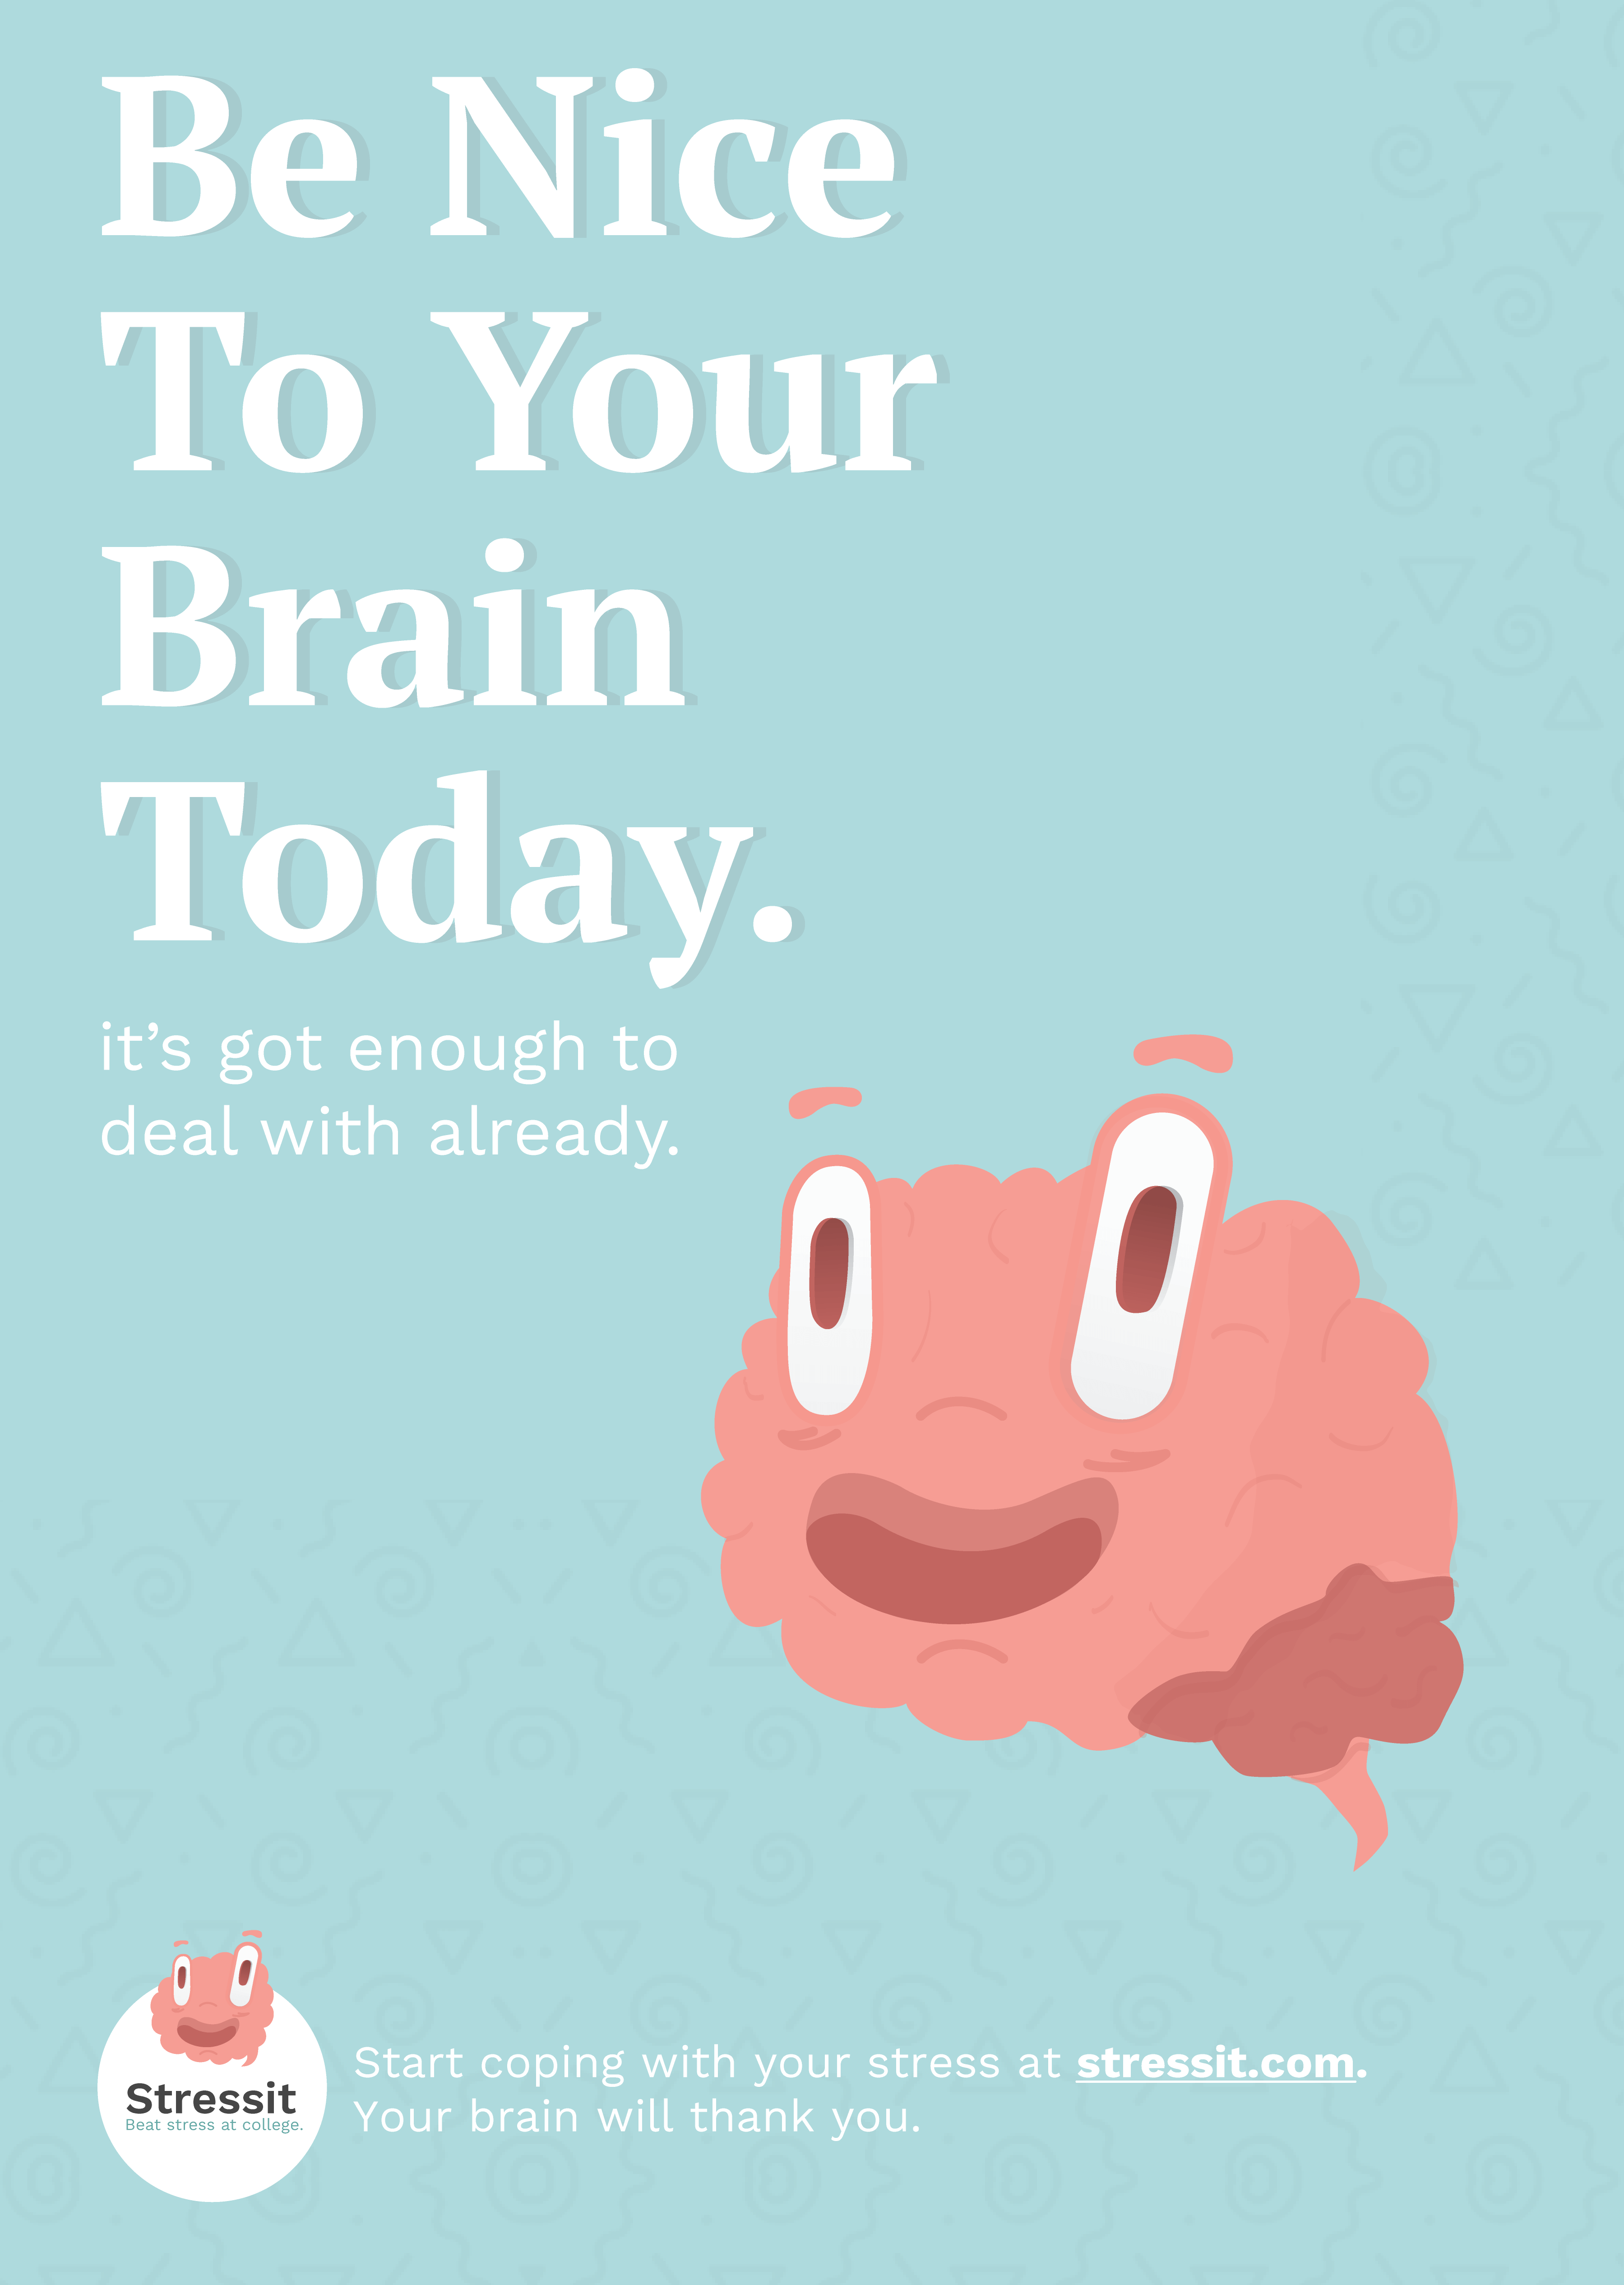 Be Nice
To Your
Brain
Today.
it’s got enough to
deal with already.
Start coping with your stress at stressit.com.
Your brain will thank you.
Stressit
Beat stress at college.